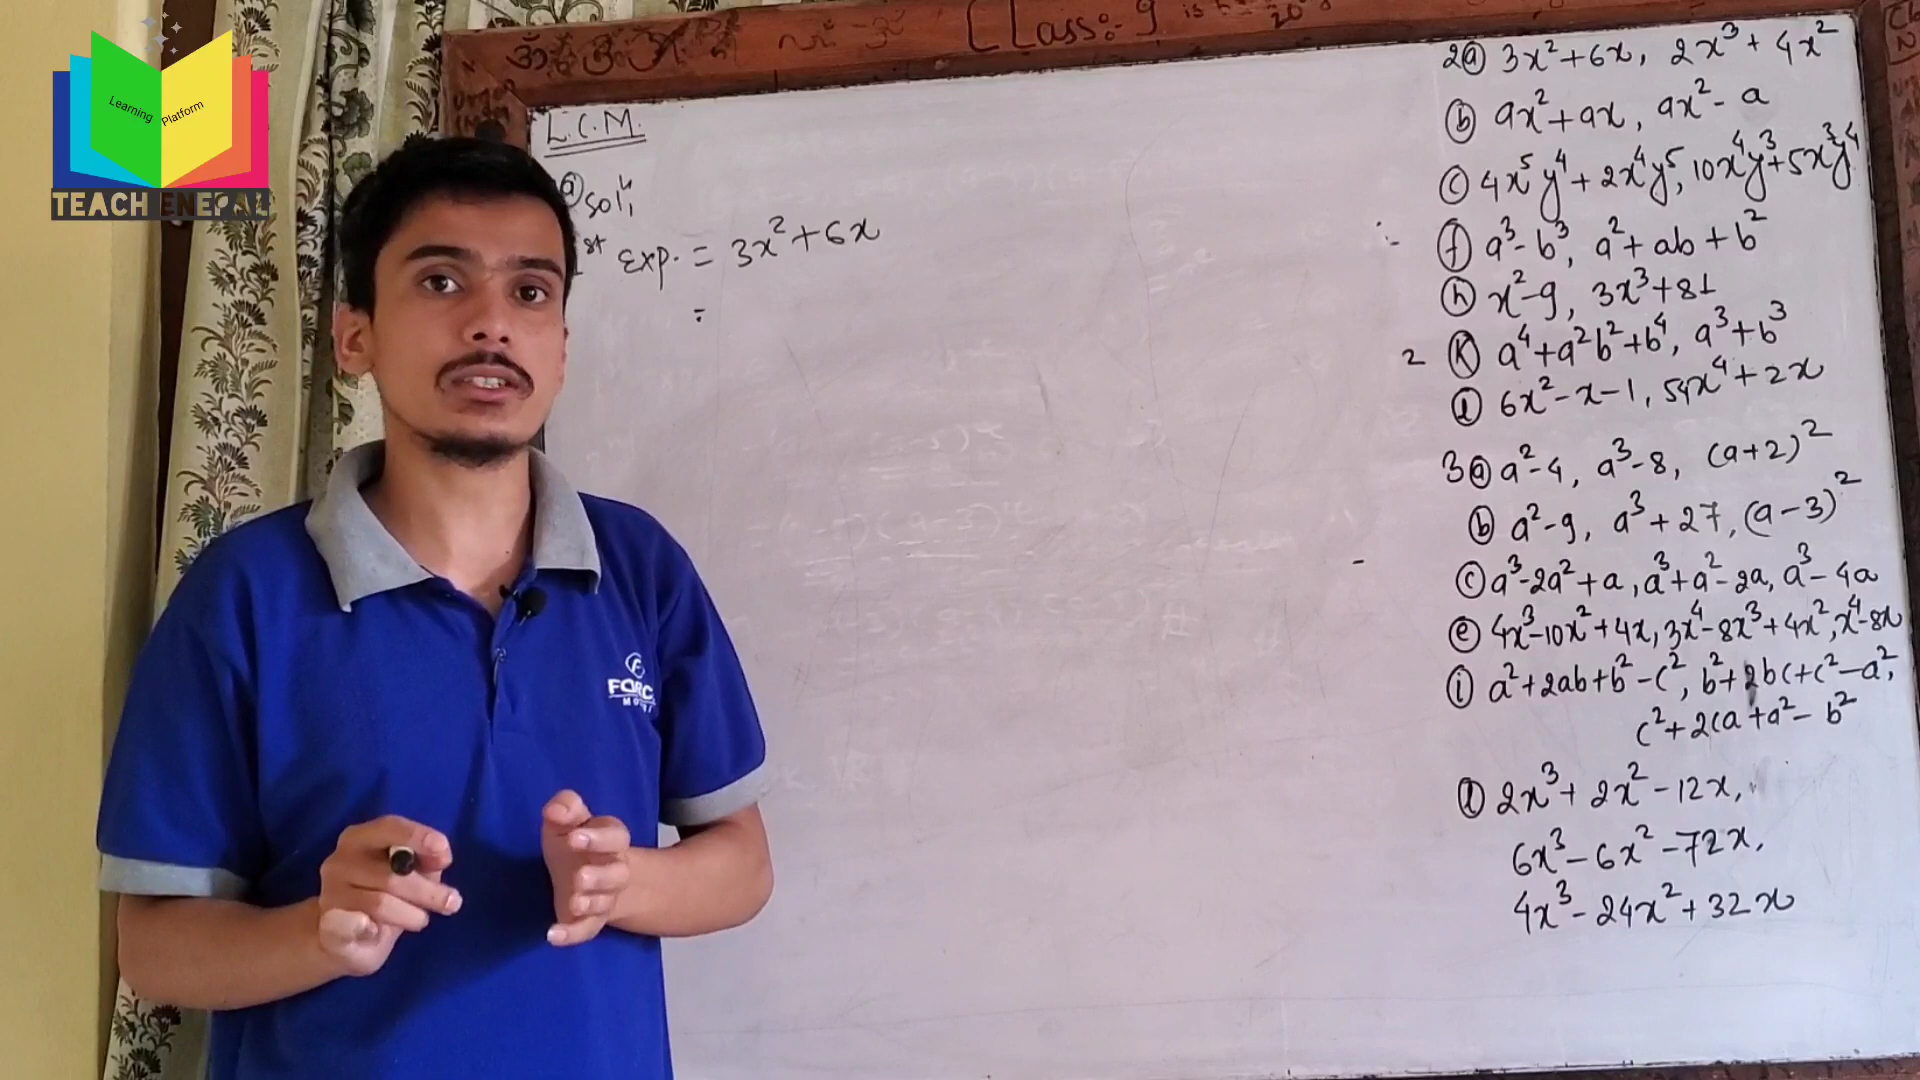 Learning Platform
TEACH ENEPAL
Class:- 9
L.C.M.
ⓐ solⁿ,
st Exp. = 3x²+6x
=
FORC
2ⓐ 3x²+6x, 2x³+4x²
ⓑ ax²+ax, ax²-a
ⓒ 4x⁵y⁴+2x⁴y⁵, 10x⁴y³+5x³y⁴
ⓕ a³-b³, a²+ab+b²
ⓗ x²-9, 3x³+81
2 ⓚ a⁴+a²b²+b⁴, a³+b³
ⓛ 6x²-x-1, 54x⁴+2x
3ⓐ a²-4, a³-8, (a+2)²
ⓑ a²-9, a³+27, (a-3)²
ⓒ a³-2a²+a, a³+a²-2a, a³-4a
ⓔ 4x³-10x²+4x, 3x⁴-8x³+4x², x⁴-8x
ⓘ a²+2ab+b²-c², b²+2bc+c²-a²,
c²+2ca+a²-b²
ⓛ 2x³+2x²-12x,
6x³-6x²-72x,
4x³-24x²+32x